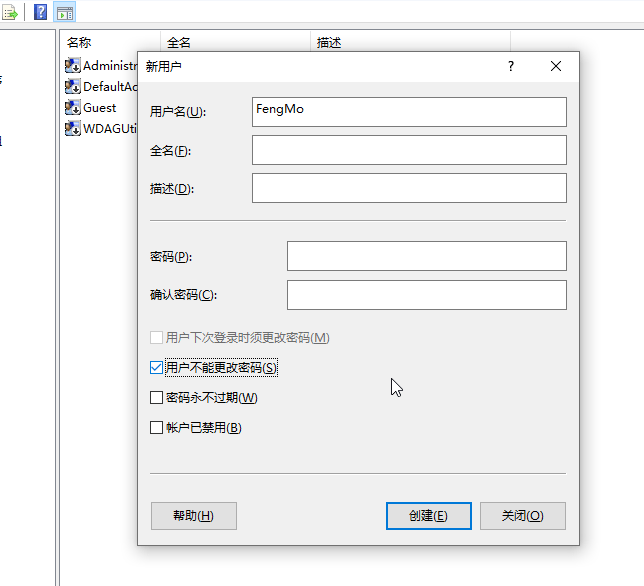 名称 全名 描述
Administr
DefaultAc
Guest
WDAGUti
新用户
用户名(U): FengMo
全名(F):
描述(D):
密码(P):
确认密码(C):
用户下次登录时须更改密码(M)
用户不能更改密码(S)
密码永不过期(W)
帐户已禁用(B)
帮助(H) 创建(E) 关闭(O)